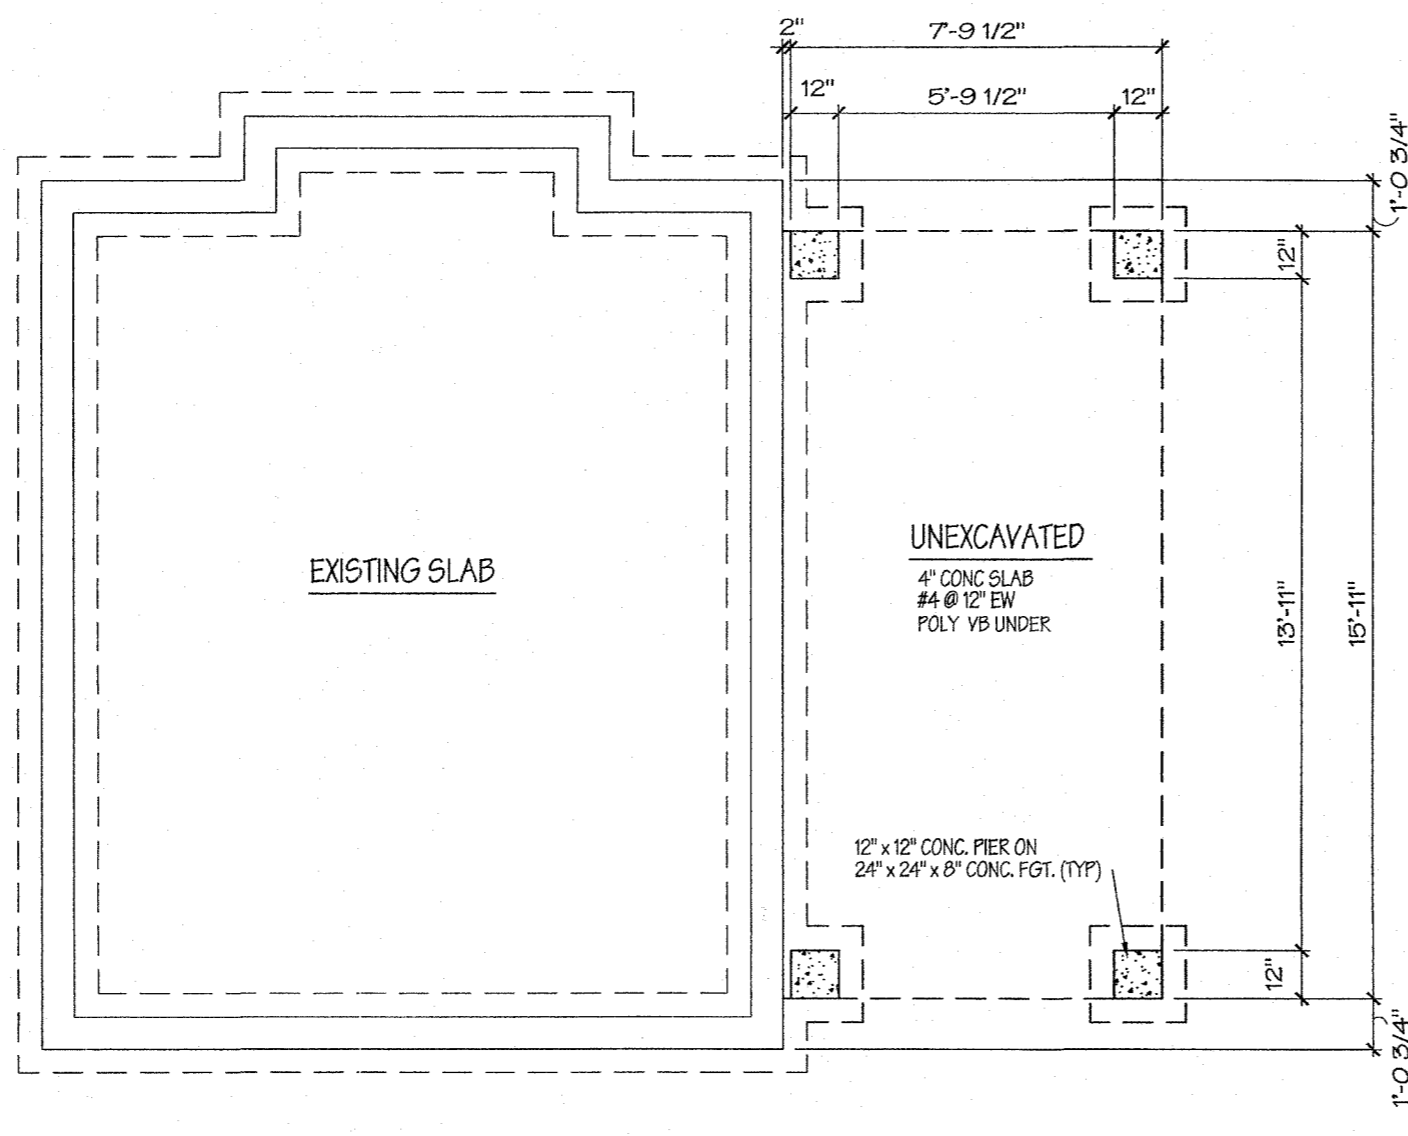 2" 7'-9 1/2"
12" 5'-9 1/2" 12"
1'-0 3/4"
12"
EXISTING SLAB
UNEXCAVATED
4" CONC SLAB
#4 @ 12" EW
POLY VB UNDER
13'-11"
15'-11"
12" x 12" CONC. PIER ON
24" x 24" x 8" CONC. FGT. (TYP)
12"
1'-0 3/4"